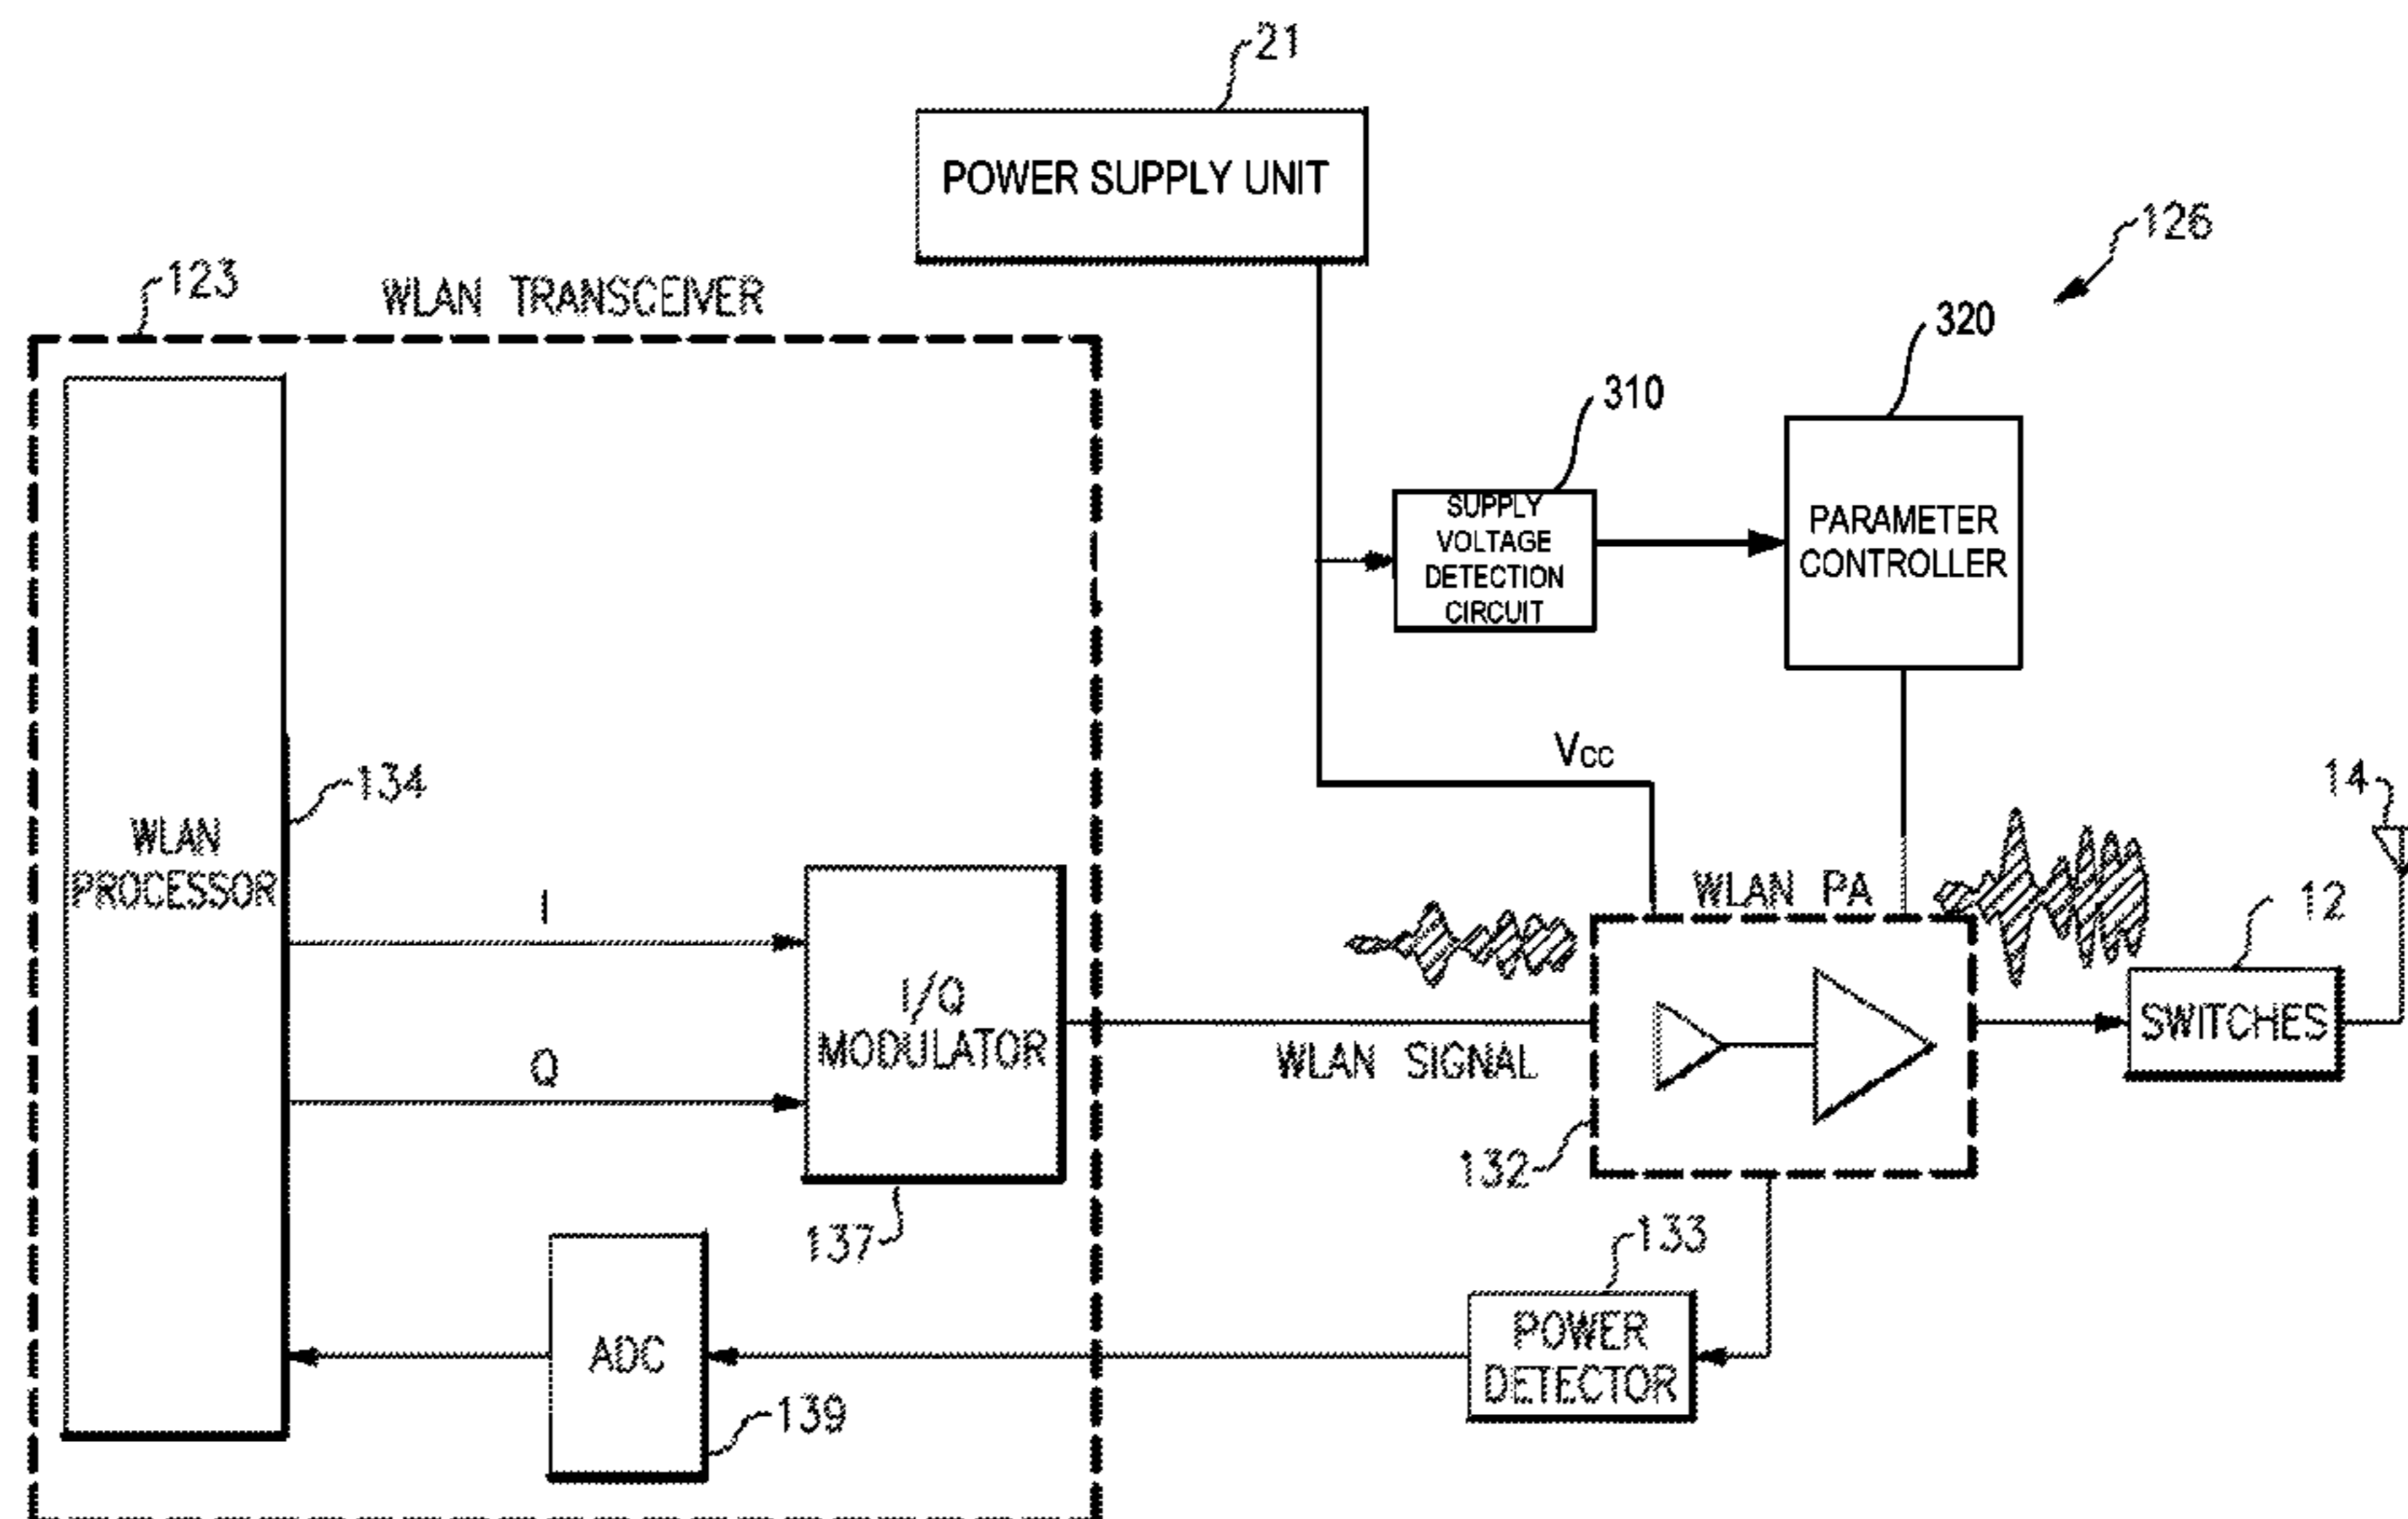 21
POWER SUPPLY UNIT
126
123
WLAN TRANSCEIVER
320
310
SUPPLY
VOLTAGE
DETECTION
CIRCUIT
PARAMETER
CONTROLLER
VCC
134
14
WLAN
PROCESSOR
I
WLAN PA
12
I/Q
MODULATOR
SWITCHES
Q
WLAN SIGNAL
132
137
133
ADC
POWER
DETECTOR
139